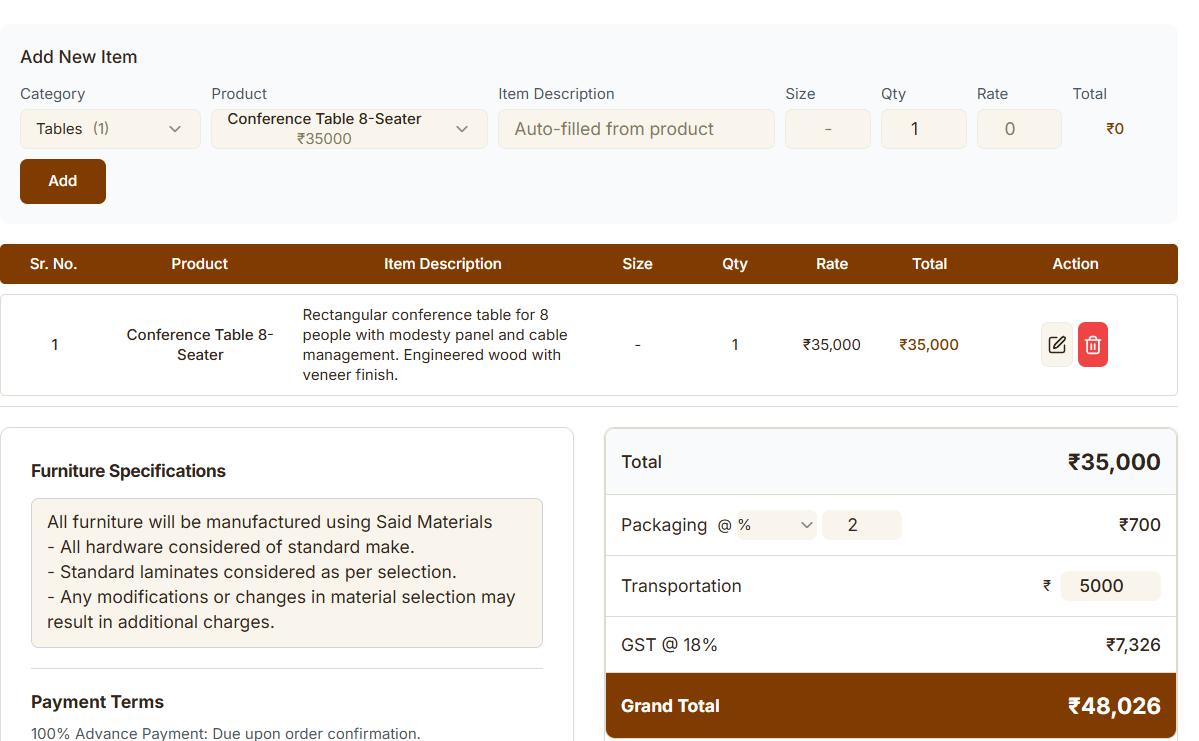 Add New Item
Category Product Item Description Size Qty Rate Total
Tables (1) Conference Table 8-Seater Auto-filled from product - 1 0 ₹0
₹35000
Add
Sr. No. Product Item Description Size Qty Rate Total Action
Rectangular conference table for 8
1 Conference Table 8- people with modesty panel and cable - 1 ₹35,000 ₹35,000
Seater management. Engineered wood with
veneer finish.
Furniture Specifications
All furniture will be manufactured using Said Materials
- All hardware considered of standard make.
- Standard laminates considered as per selection.
- Any modifications or changes in material selection may
result in additional charges.
Payment Terms
100% Advance Payment: Due upon order confirmation.
Total ₹35,000
Packaging @ % 2 ₹700
Transportation ₹ 5000
GST @ 18% ₹7,326
Grand Total ₹48,026